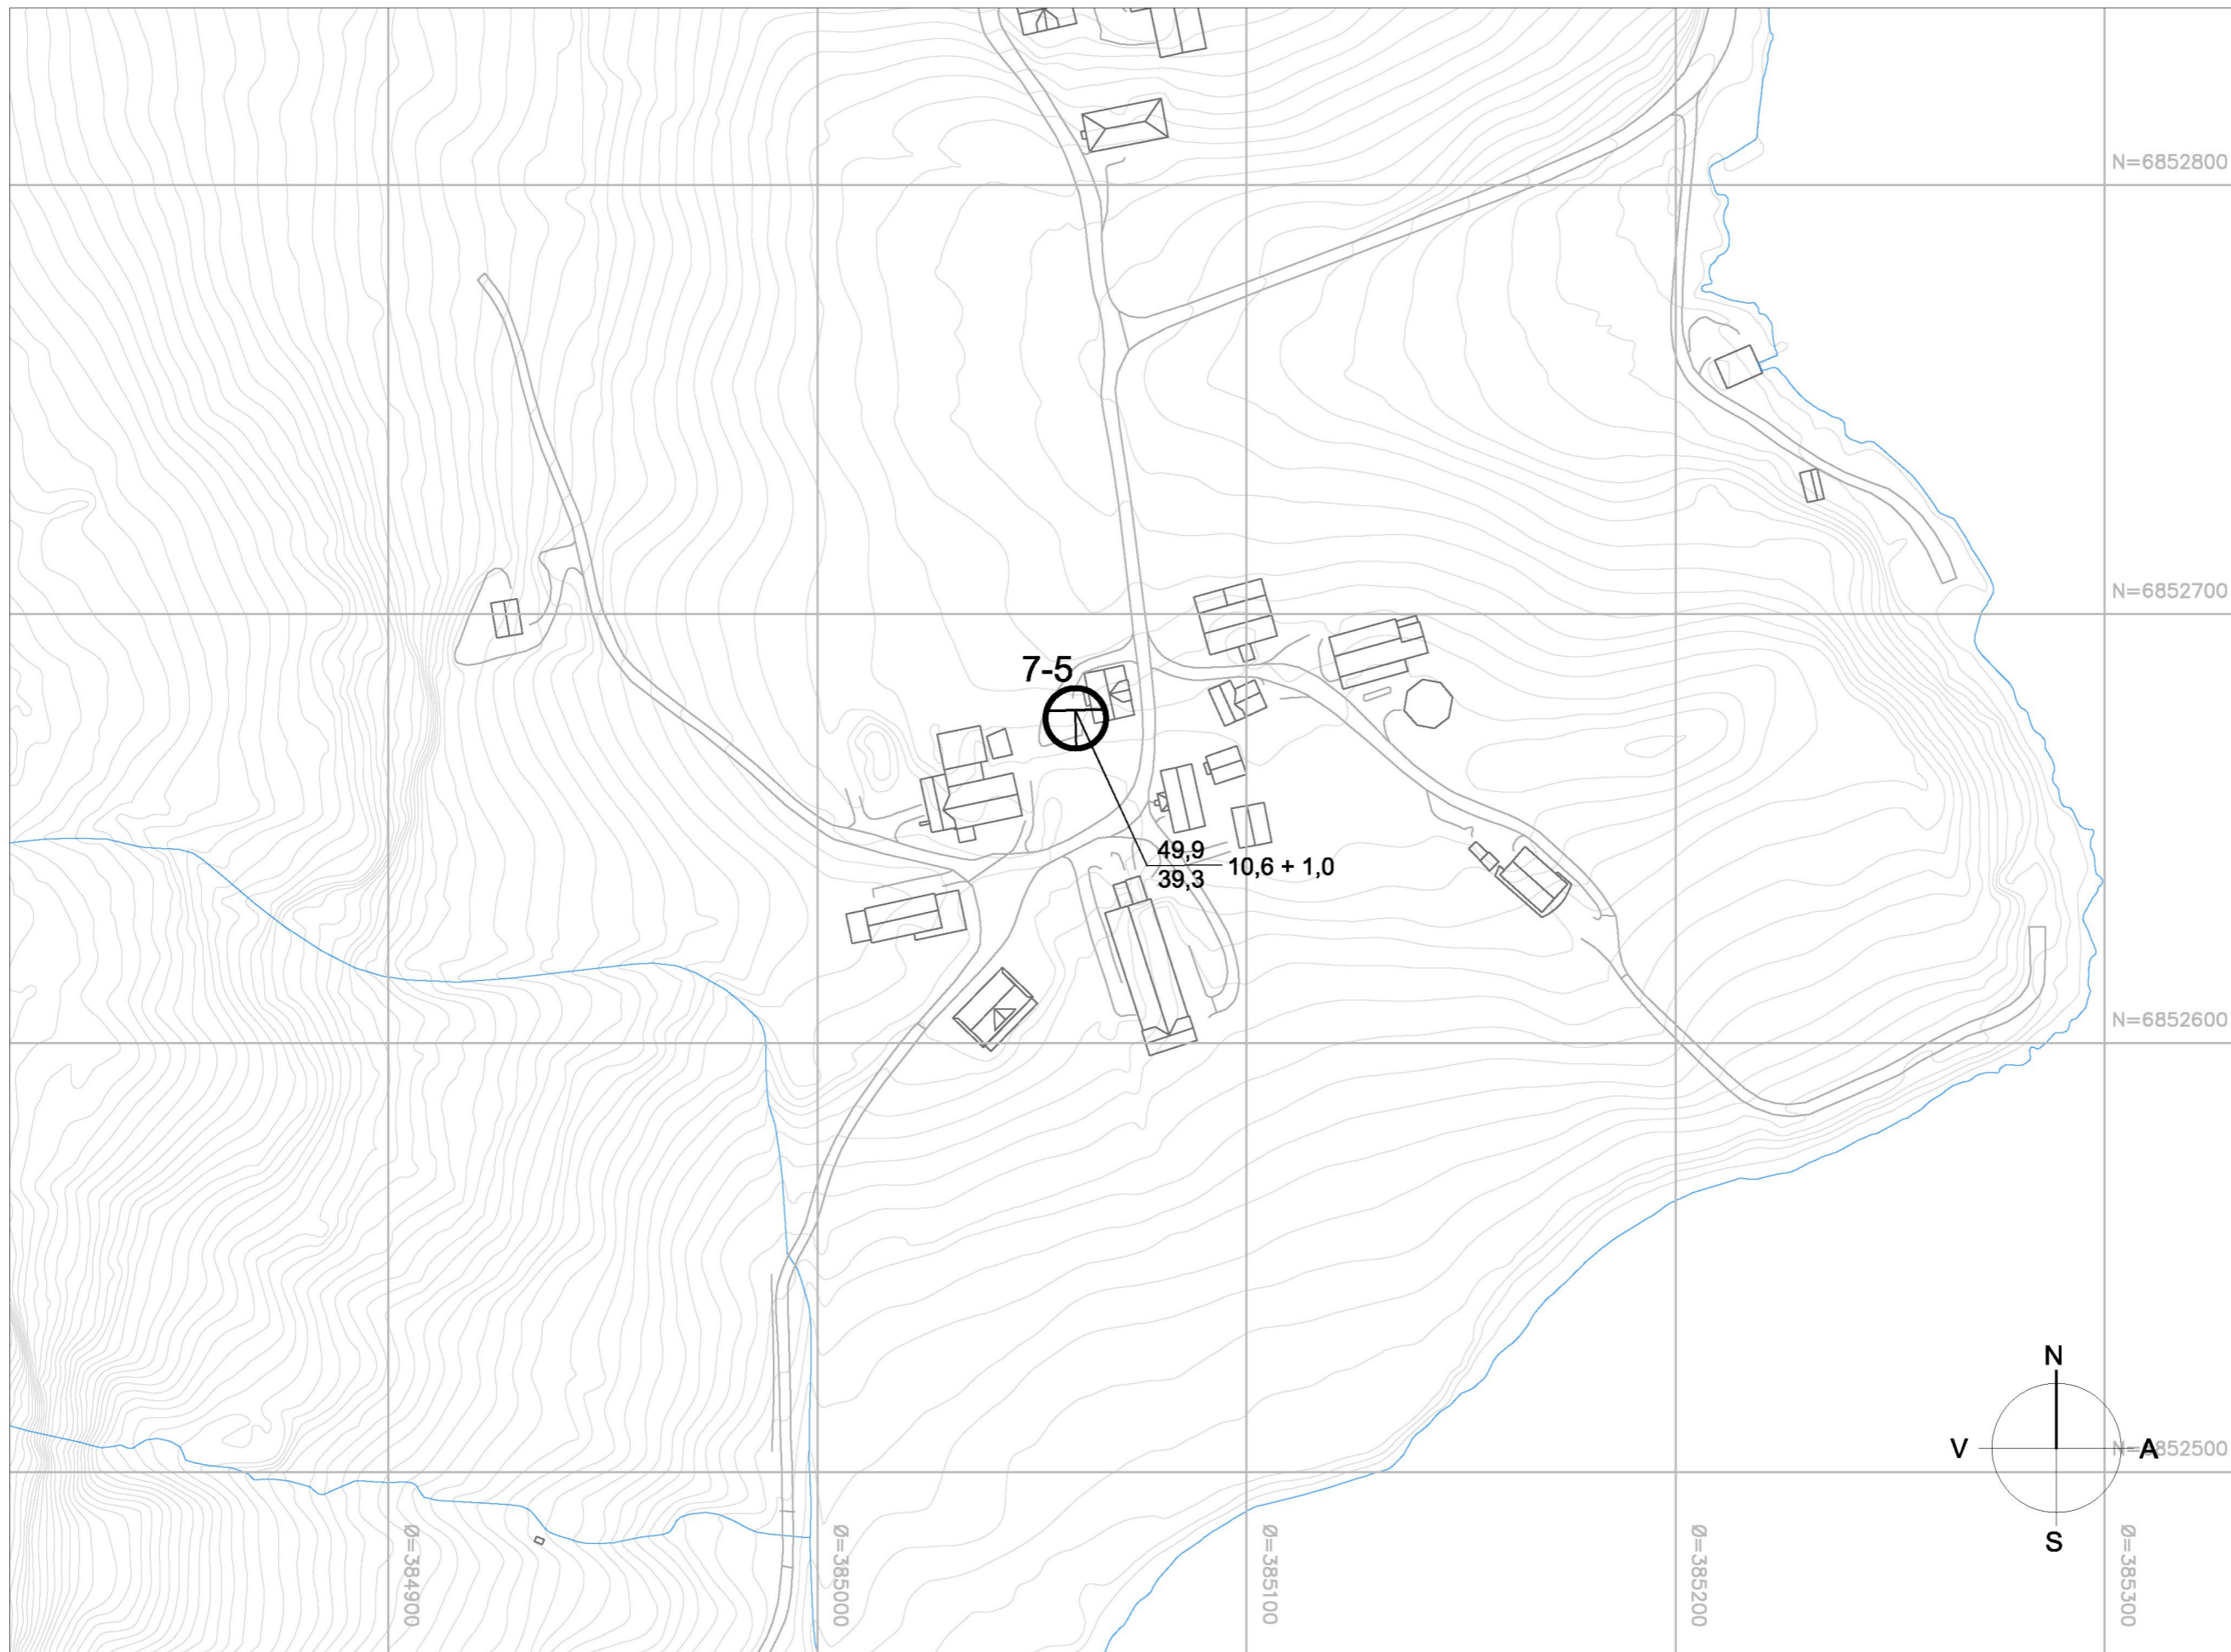 N=6852800
N=6852700
7-5
49,9
39,3
10,6 + 1,0
N=6852600
N
V
A
N=6852500
S
Ø=384900
Ø=385000
Ø=385100
Ø=385200
Ø=385300